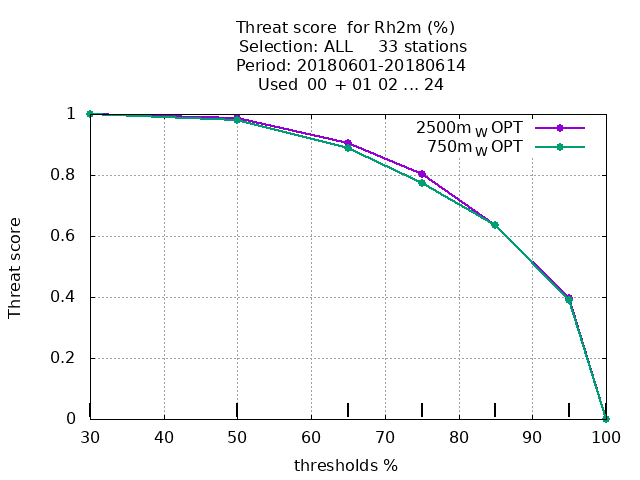 Threat score  for Rh2m (%)
Selection: ALL     33 stations
Period: 20180601-20180614
Used  00  + 01 02 ... 24
2500m W OPT
750m W OPT
1
0.8
0.6
0.4
0.2
0
Threat score
30 40 50 60 70 80 90 100
thresholds %